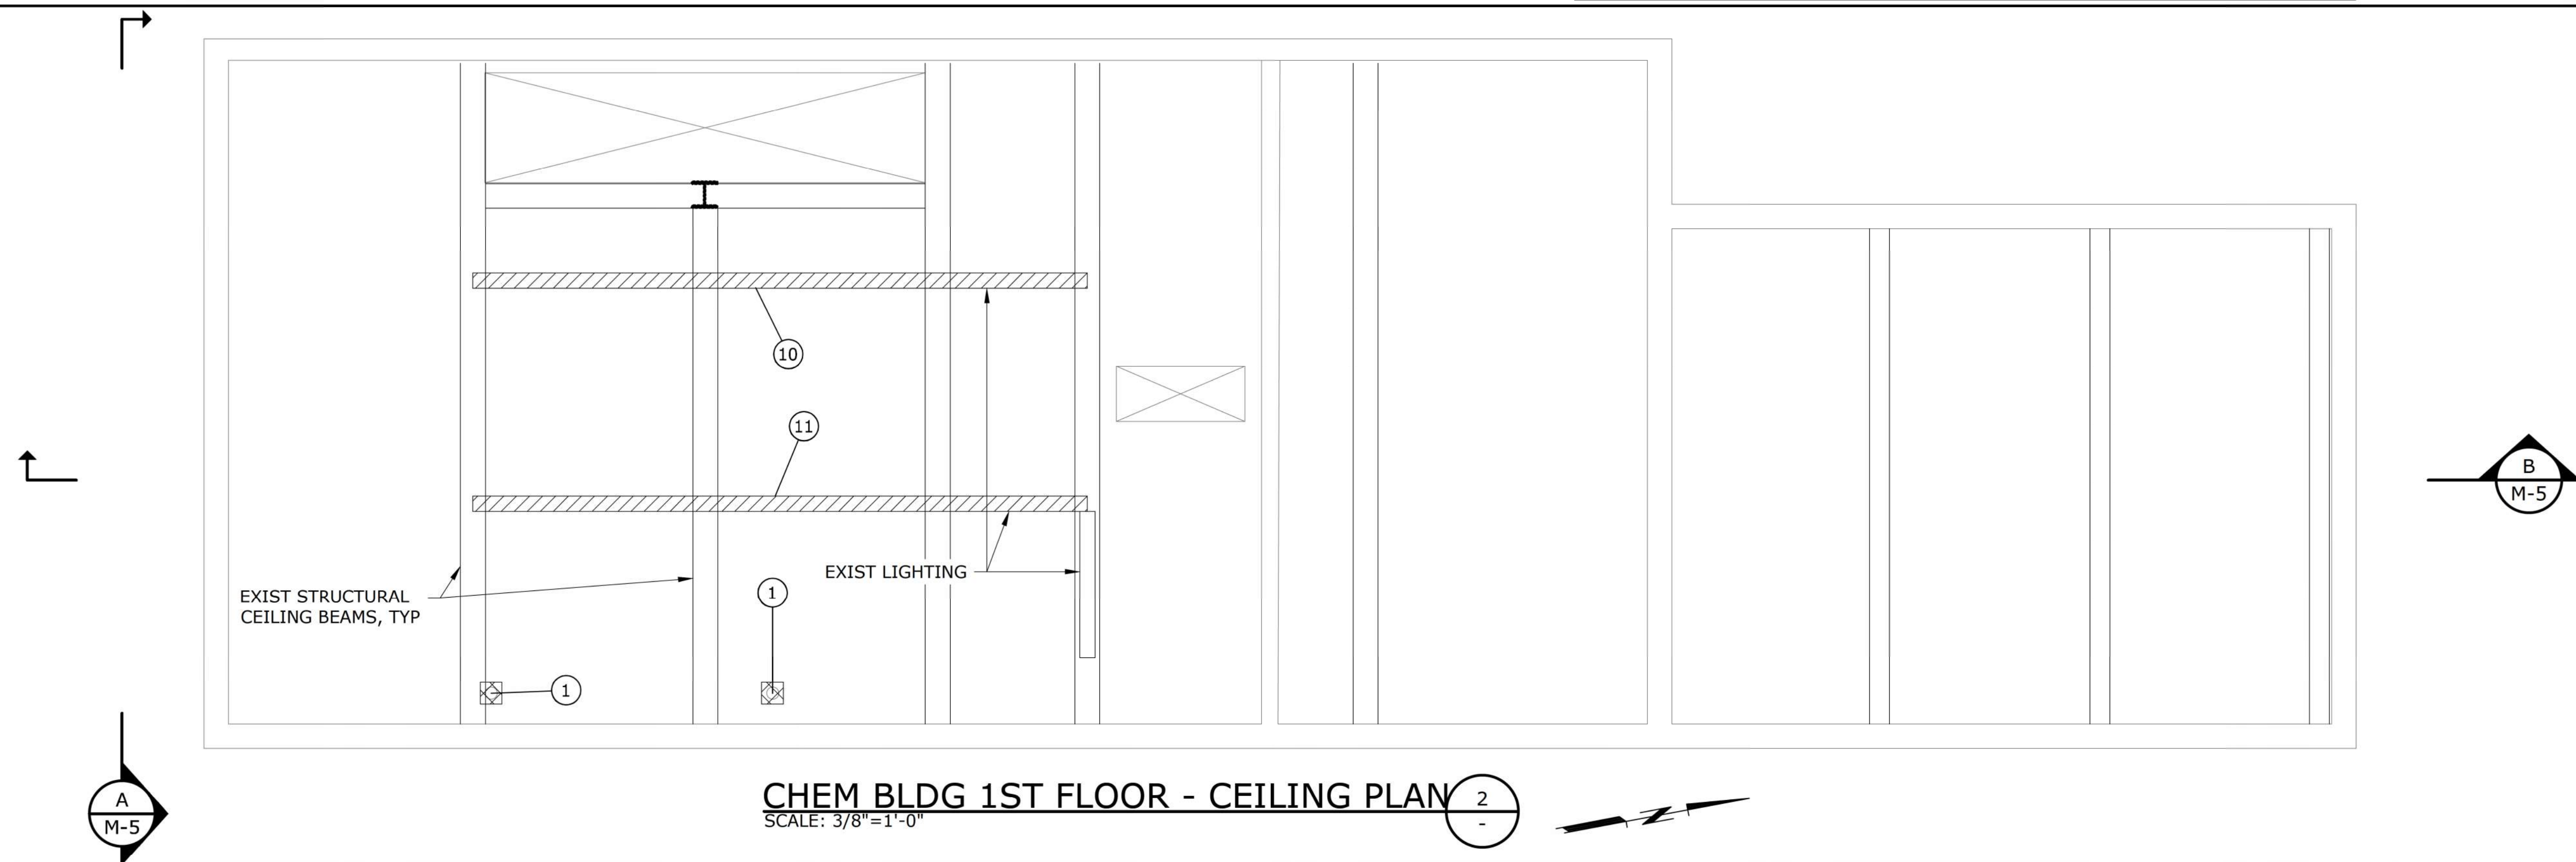 10
11
EXIST LIGHTING
EXIST STRUCTURAL
CEILING BEAMS, TYP
1
1
B
M-5
A
M-5
CHEM BLDG 1ST FLOOR - CEILING PLAN
SCALE: 3/8"=1'-0"
2
-
N